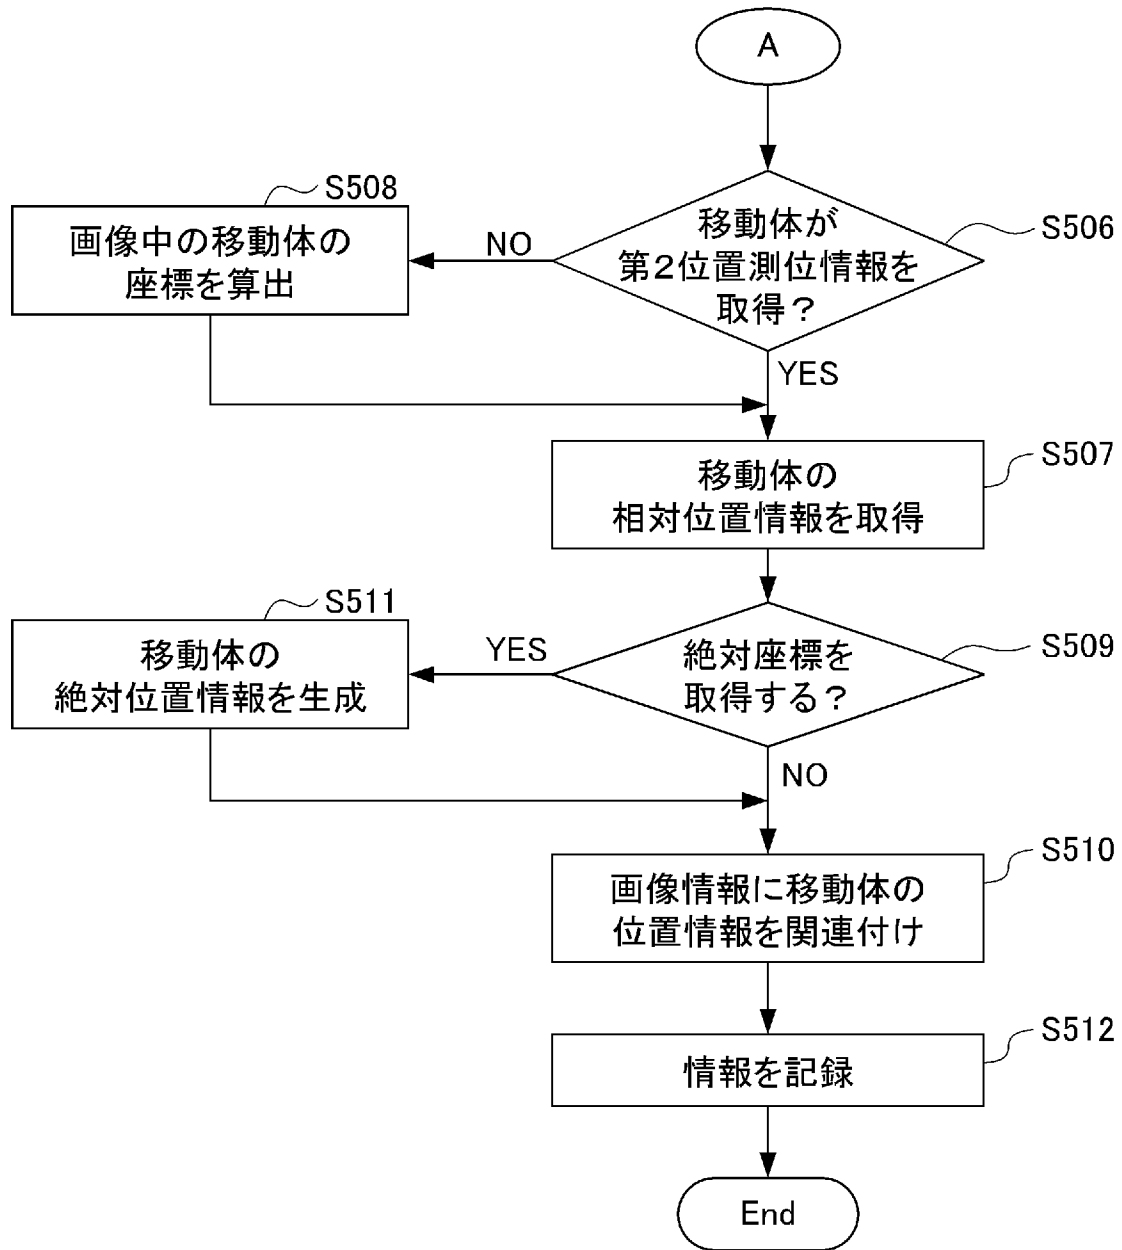 A
S506
移動体が
第2位置測位情報を
取得？
NO
S508
画像中の移動体の
座標を算出
YES
S507
移動体の
相対位置情報を取得
S509
絶対座標を
取得する？
YES
S511
移動体の
絶対位置情報を生成
NO
S510
画像情報に移動体の
位置情報を関連付け
S512
情報を記録
End